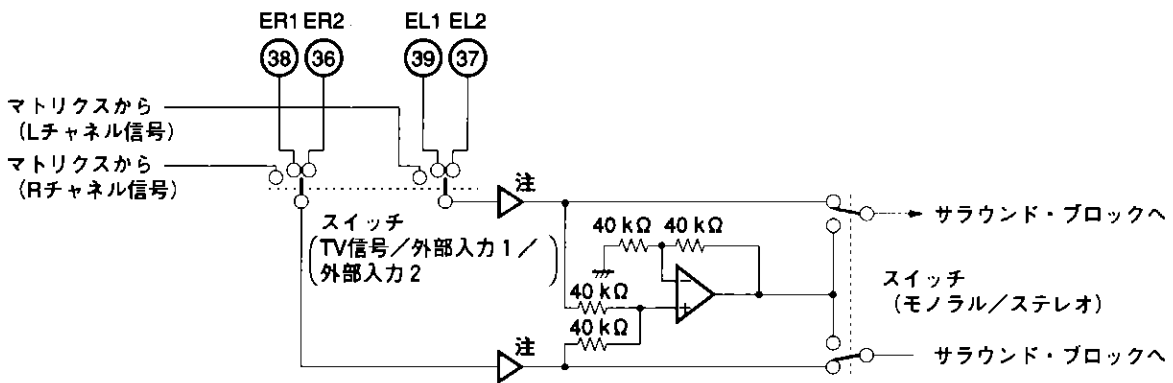 ER1 ER2 EL1 EL2
38 36 39 37
マトリクスから
(Lチャネル信号)
マトリクスから
(Rチャネル信号)
注
スイッチ
(TV信号/外部入力1/
外部入力2)
40 kΩ 40 kΩ
40 kΩ
40 kΩ
−
+
注
サラウンド・ブロックへ
スイッチ
(モノラル/ステレオ)
サラウンド・ブロックへ